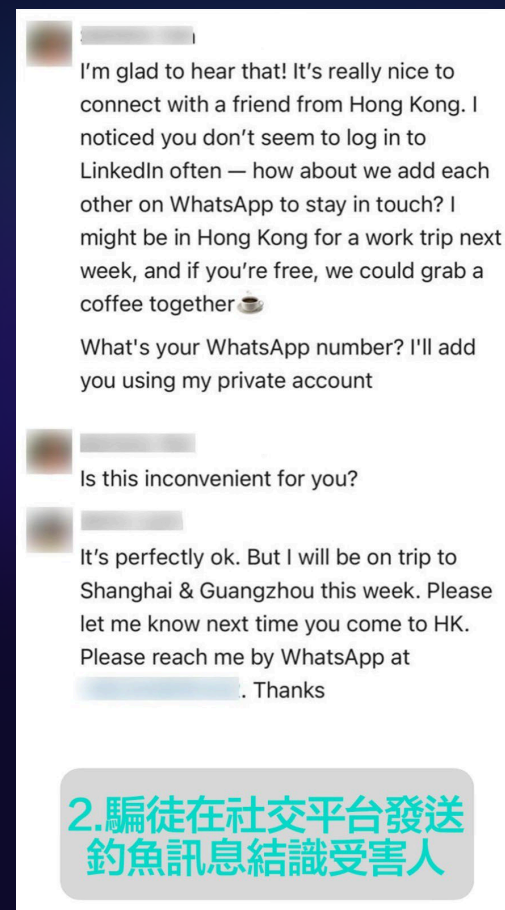 I’m glad to hear that! It’s really nice to
connect with a friend from Hong Kong. I
noticed you don’t seem to log in to
LinkedIn often — how about we add each
other on WhatsApp to stay in touch? I
might be in Hong Kong for a work trip next
week, and if you’re free, we could grab a
coffee together☕
What's your WhatsApp number? I'll add
you using my private account
Is this inconvenient for you?
It’s perfectly ok. But I will be on trip to
Shanghai & Guangzhou this week. Please
let me know next time you come to HK.
Please reach me by WhatsApp at
. Thanks
2.騙徒在社交平台發送
釣魚訊息結識受害人